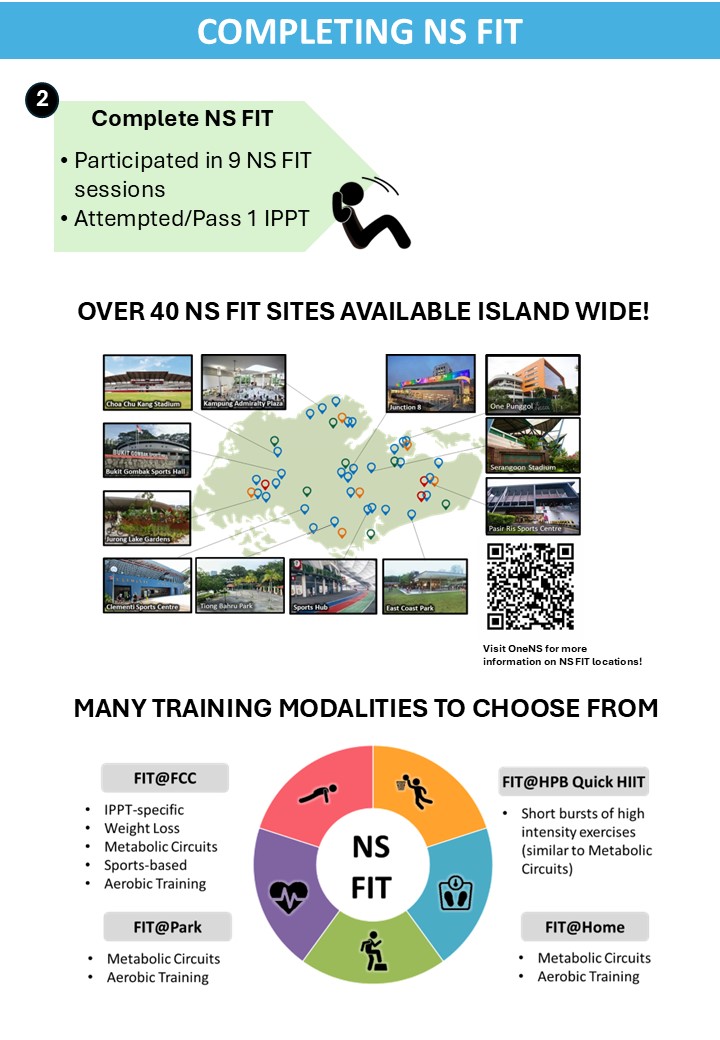 COMPLETING NS FIT
2
Complete NS FIT
• Participated in 9 NS FIT
sessions
• Attempted/Pass 1 IPPT
OVER 40 NS FIT SITES AVAILABLE ISLAND WIDE!
Choa Chu Kang Stadium
Kampung Admiralty Plaza
Junction 8
One Punggol
BUKIT GOMBAK
Bukit Gombak Sports Hall
Serangoon Stadium
Jurong Lake Gardens
Pasir Ris Sports Centre
Clementi Sports Centre
Tiong Bahru Park
Sports Hub
East Coast Park
Visit OneNS for more
information on NS FIT locations!
MANY TRAINING MODALITIES TO CHOOSE FROM
FIT@FCC
• IPPT-specific
• Weight Loss
• Metabolic Circuits
• Sports-based
• Aerobic Training
FIT@Park
• Metabolic Circuits
• Aerobic Training
NS
FIT
FIT@HPB Quick HIIT
• Short bursts of high
intensity exercises
(similar to Metabolic
Circuits)
FIT@Home
• Metabolic Circuits
• Aerobic Training